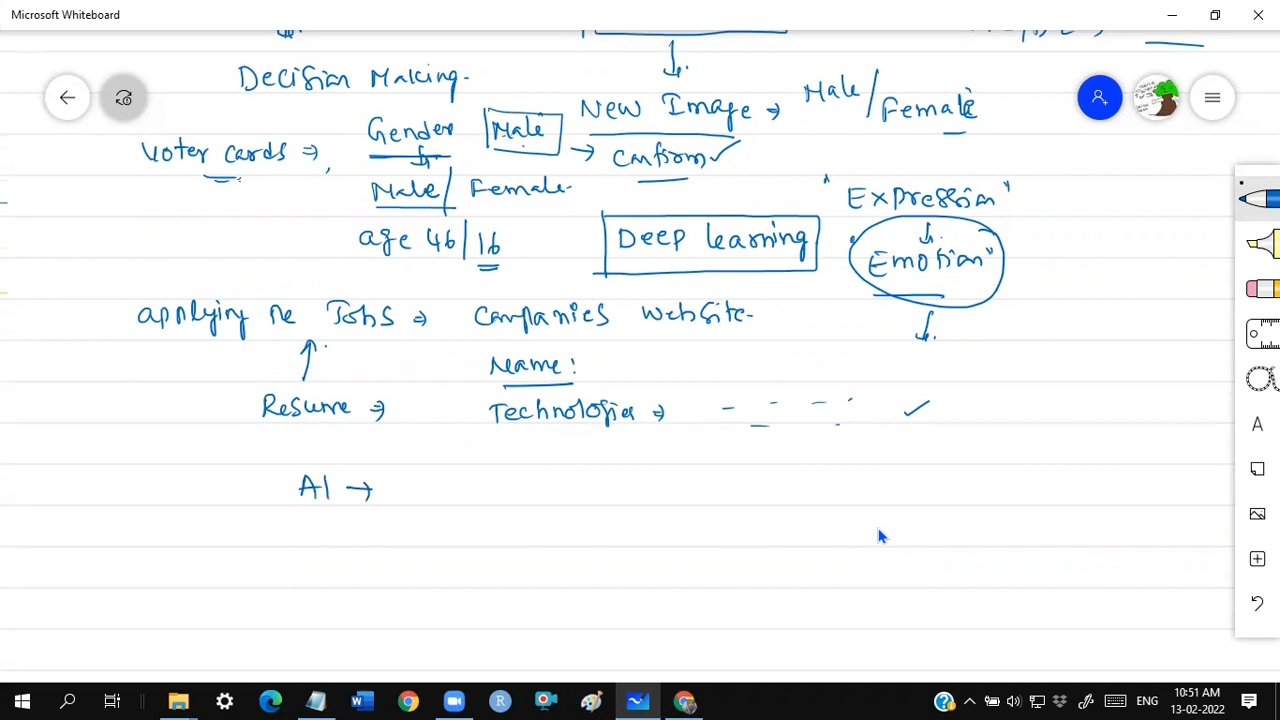 Microsoft Whiteboard
Decision Making.
New Image → Male/Female
Gender Male → Confirm ✓
Voter cards ⇒
Male/Female
"Expression"
age 46/16
Deep learning
"Emotion"
applying Jobs ⇒ Companies website.
Name:
Resume ⇒ Technologies ⇒ ✓
AI →
A
ENG
10:51 AM
13-02-2022